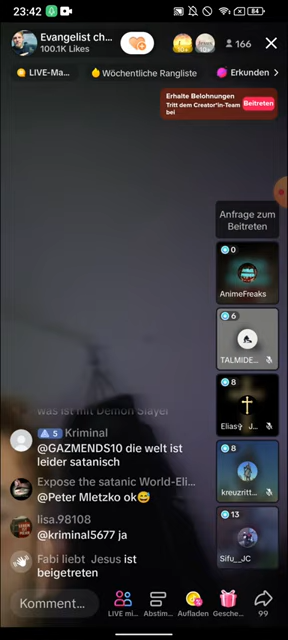 23:42
84
Evangelist ch...
100.1K Likes
10+
10+
166
LIVE-Ma...
Wöchentliche Rangliste
Erkunden
Erhalte Belohnungen
Tritt dem Creator*in-Team bei
Beitreten
Anfrage zum
Beitreten
0
AnimeFreaks
6
TALMIDE...
8
Elias✞ J...
8
kreuzritt...
13
Sifu__JC
was ist mit Demon Slayer
5 Kriminal
@GAZMENDS10 die welt ist
leider satanisch
Expose the satanic World-Eli...
@Peter Mletzko ok😅
lisa.98108
@kriminal5677 ja
Fabi liebt Jesus ist
beigetreten
Komment...
LIVE mi...
Abstim...
Aufladen
Gesche...
99